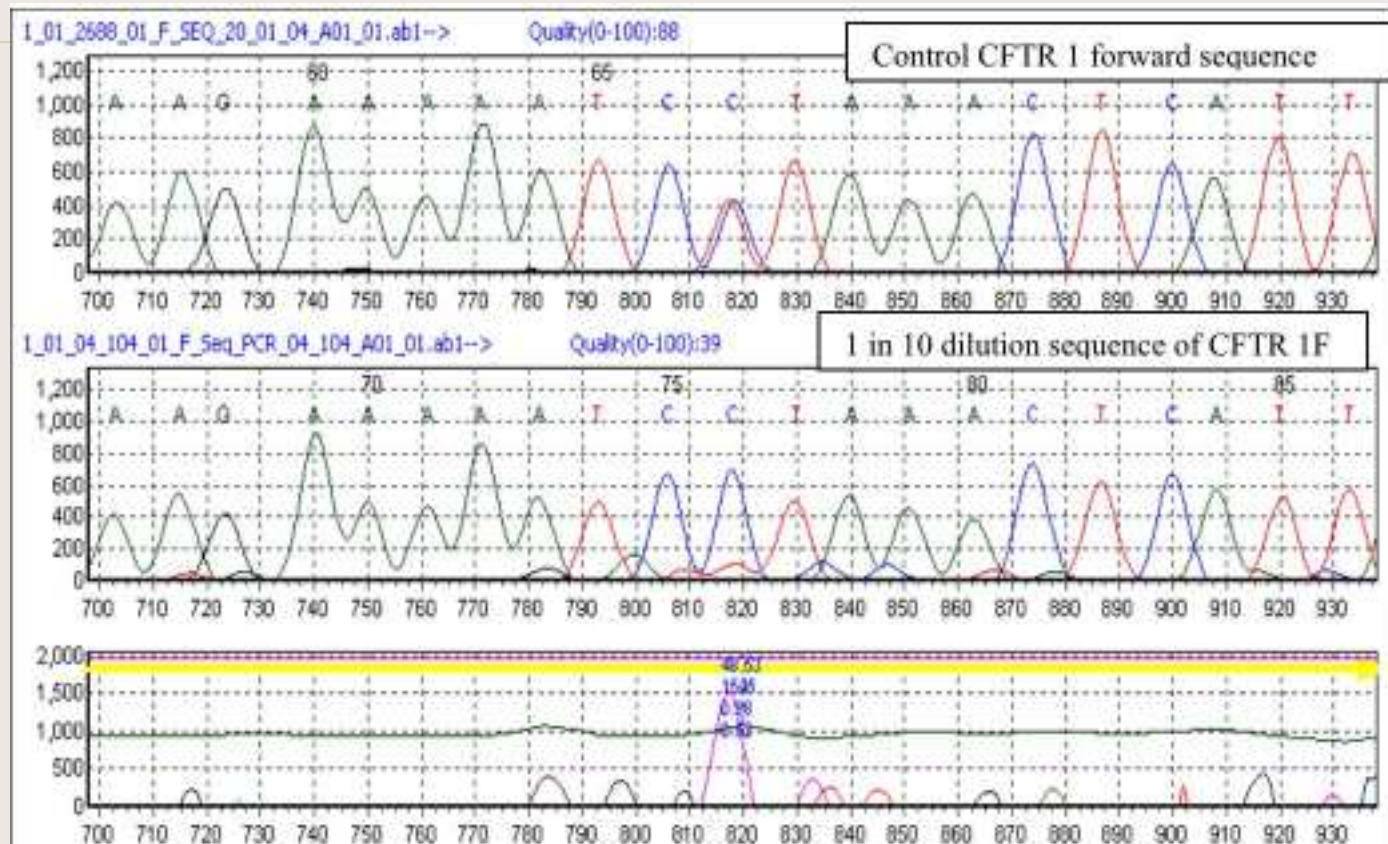 1_01_2688_01_F_SEQ_20_01_04_A01_01.ab1--> Quality(0-100):88
Control CFTR 1 forward sequence
60 65
A A G A A A A A T C C T A A A C T C A T T
1,200
1,000
800
600
400
200
0
700 710 720 730 740 750 760 770 780 790 800 810 820 830 840 850 860 870 880 890 900 910 920 930
1_01_04_104_01_F_Seq_PCR_04_104_A01_01.ab1--> Quality(0-100):39
1 in 10 dilution sequence of CFTR 1F
70 75 80 85
A A G A A A A A T C C T A A A C T C A T T
1,200
1,000
800
600
400
200
0
700 710 720 730 740 750 760 770 780 790 800 810 820 830 840 850 860 870 880 890 900 910 920 930
2,000
48.53
1,500
1,000
500
0
700 710 720 730 740 750 760 770 780 790 800 810 820 830 840 850 860 870 880 890 900 910 920 930